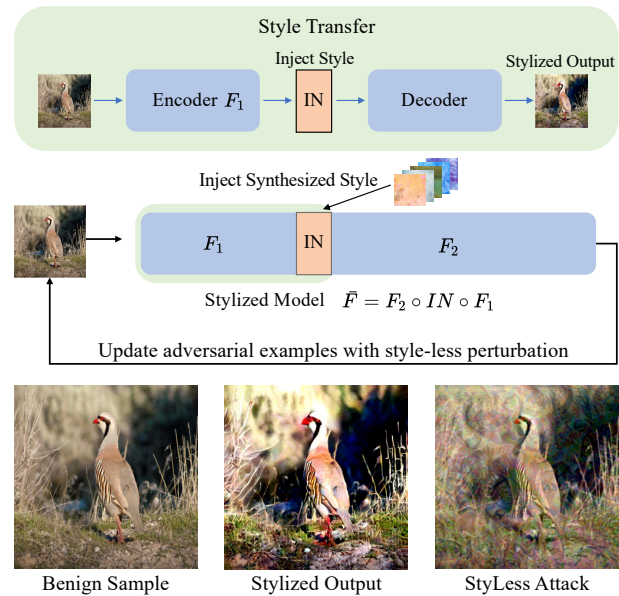 Style Transfer
Inject Style
Stylized Output
Encoder F₁
IN
Decoder
Inject Synthesized Style
F₁
IN
F₂
Stylized Model F̄ = F₂ ∘ IN ∘ F₁
Update adversarial examples with style-less perturbation
Benign Sample
Stylized Output
StyLess Attack